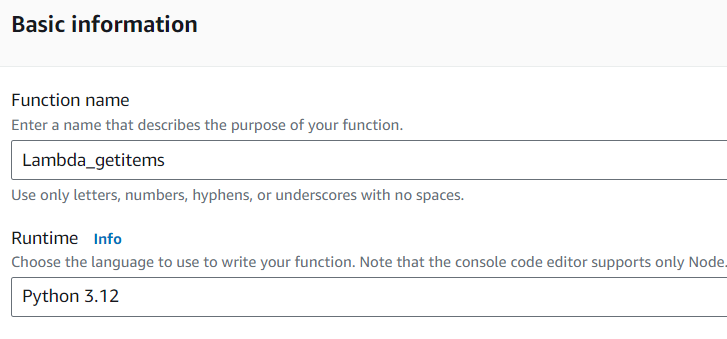 Basic information
Function name
Enter a name that describes the purpose of your function.
Lambda_getitems
Use only letters, numbers, hyphens, or underscores with no spaces.
Runtime Info
Choose the language to use to write your function. Note that the console code editor supports only Node.
Python 3.12